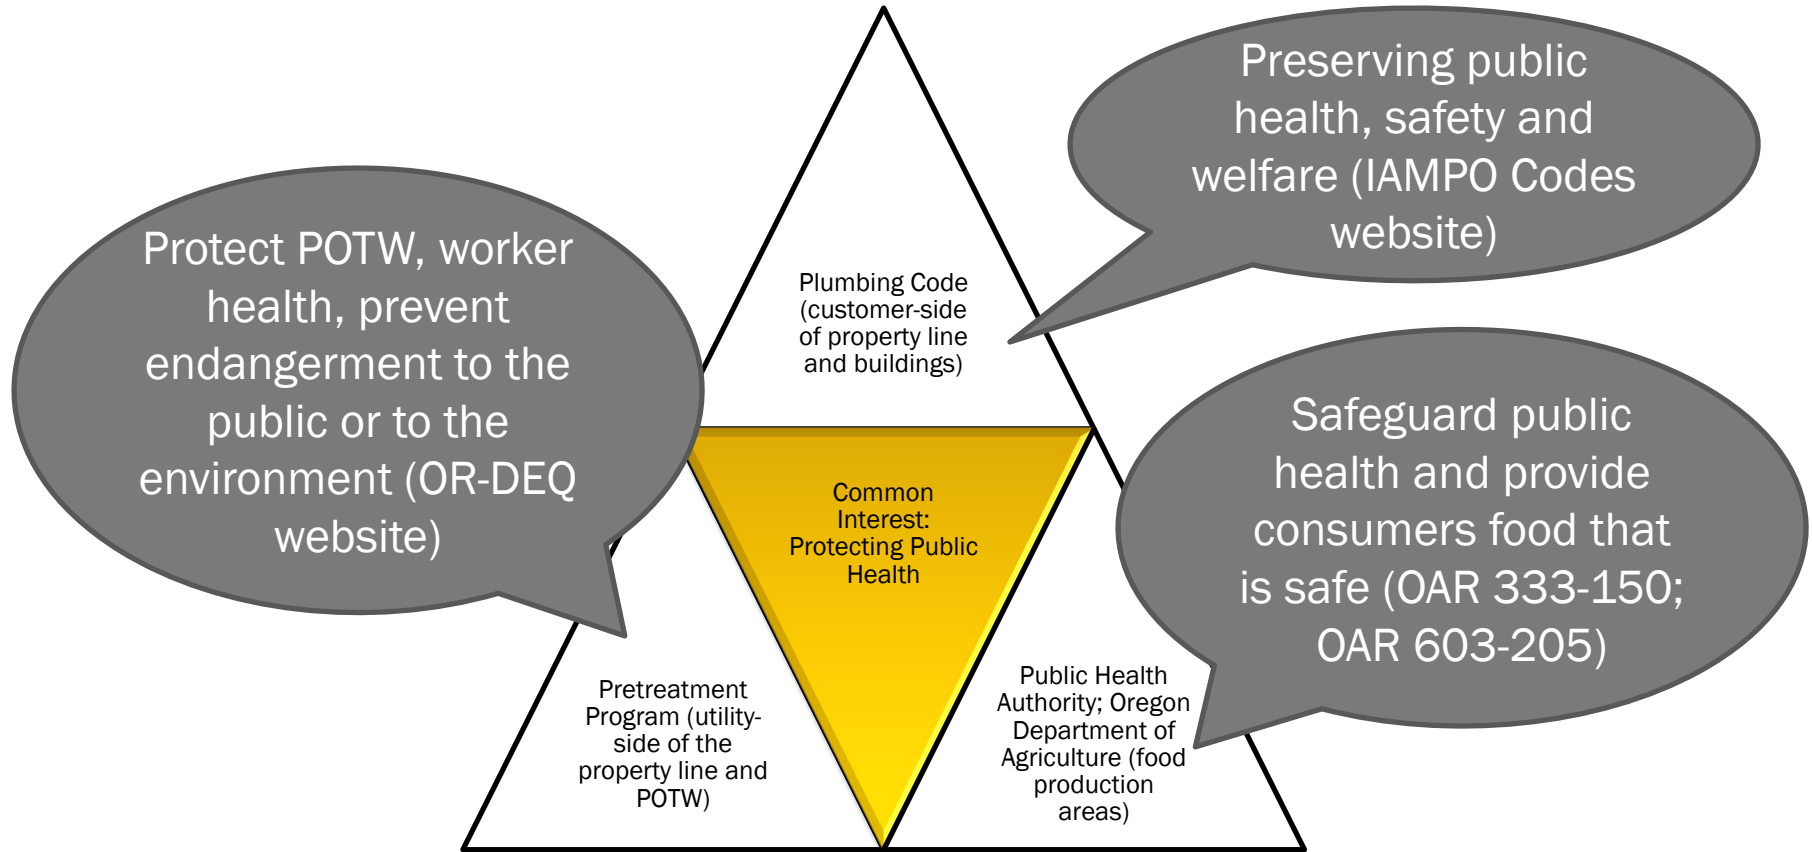 Preserving public
health, safety and
welfare (IAMPO Codes
website)
Protect POTW, worker
health, prevent
endangerment to the
public or to the
environment (OR-DEQ
website)
Plumbing Code
(customer-side
of property line
and buildings)
Safeguard public
health and provide
consumers food that
is safe (OAR 333-150;
OAR 603-205)
Common
Interest:
Protecting Public
Health
Pretreatment
Program (utility-
side of the
property line and
POTW)
Public Health
Authority; Oregon
Department of
Agriculture (food
production
areas)